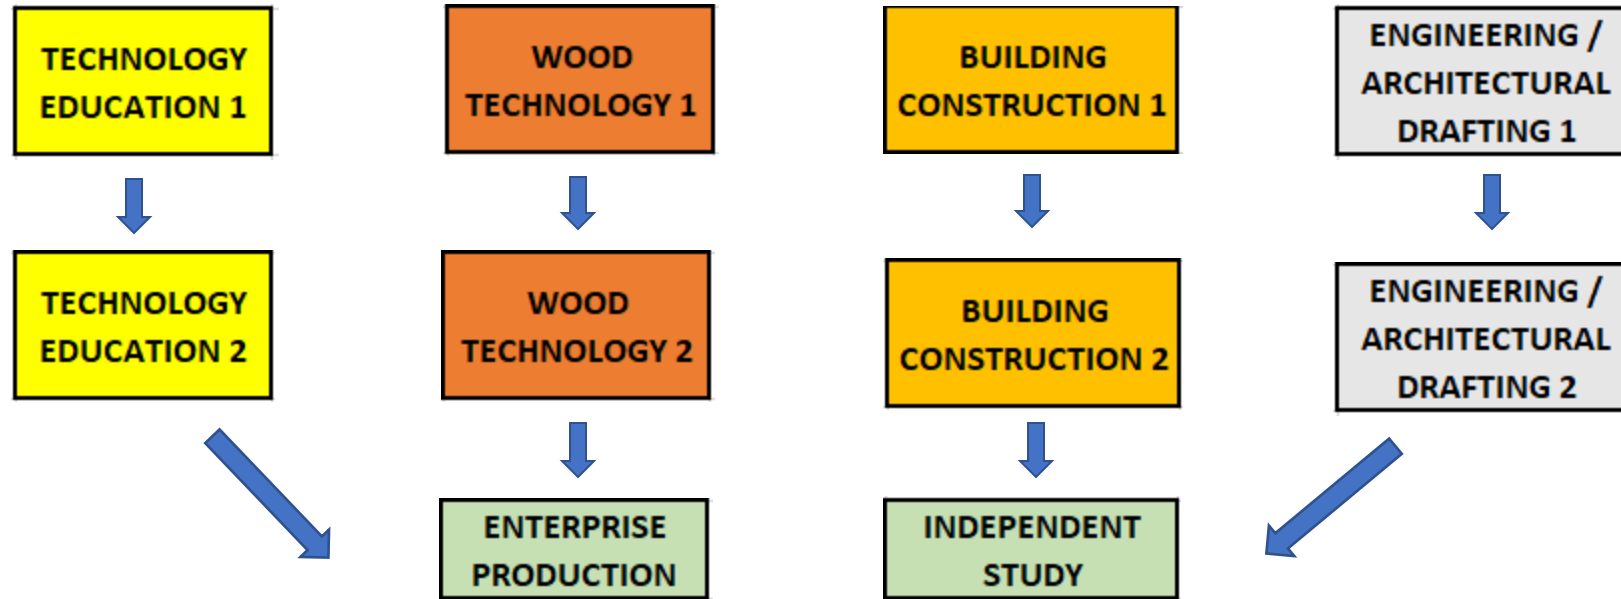 TECHNOLOGY
EDUCATION 1
WOOD
TECHNOLOGY 1
BUILDING
CONSTRUCTION 1
ENGINEERING /
ARCHITECTURAL
DRAFTING 1
TECHNOLOGY
EDUCATION 2
WOOD
TECHNOLOGY 2
BUILDING
CONSTRUCTION 2
ENGINEERING /
ARCHITECTURAL
DRAFTING 2
ENTERPRISE
PRODUCTION
INDEPENDENT
STUDY